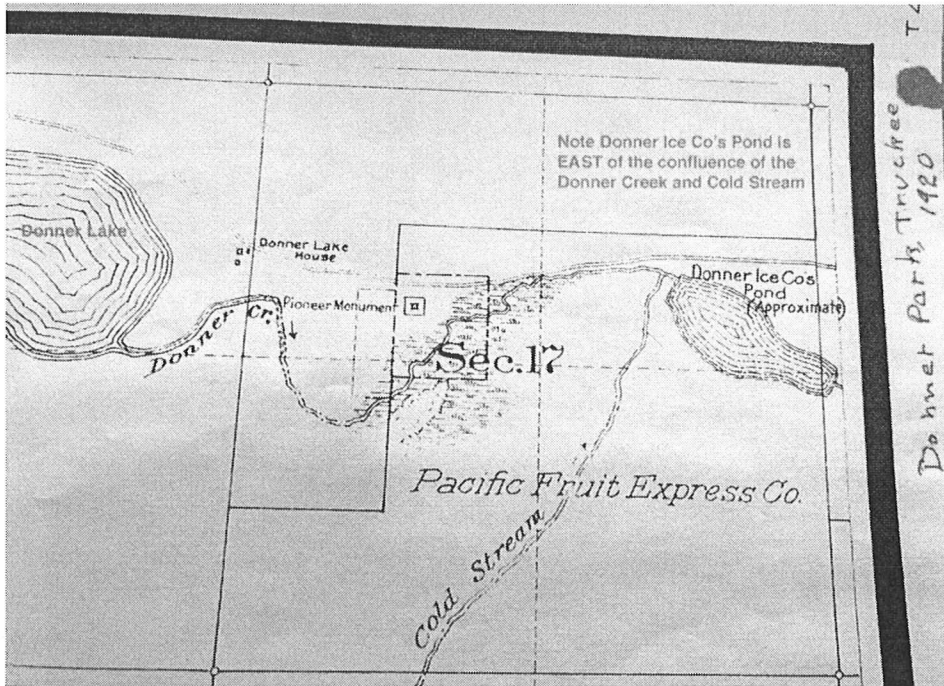 Note Donner Ice Co's Pond is
EAST of the confluence of the
Donner Creek and Cold Stream
Donner Lake
Donner Lake
House
Pioneer Monument
Donner Cr.
Sec. 17
Donner Ice Co's
Pond
(Approximate)
Pacific Fruit Express Co.
Cold Stream
Donner Park, Truckee
1920